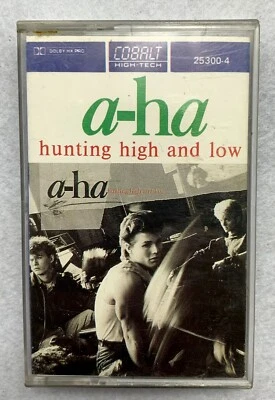 DOLBY HX PRO
COBALT
HIGH-TECH
25300-4
a-ha
hunting high and low
a-ha